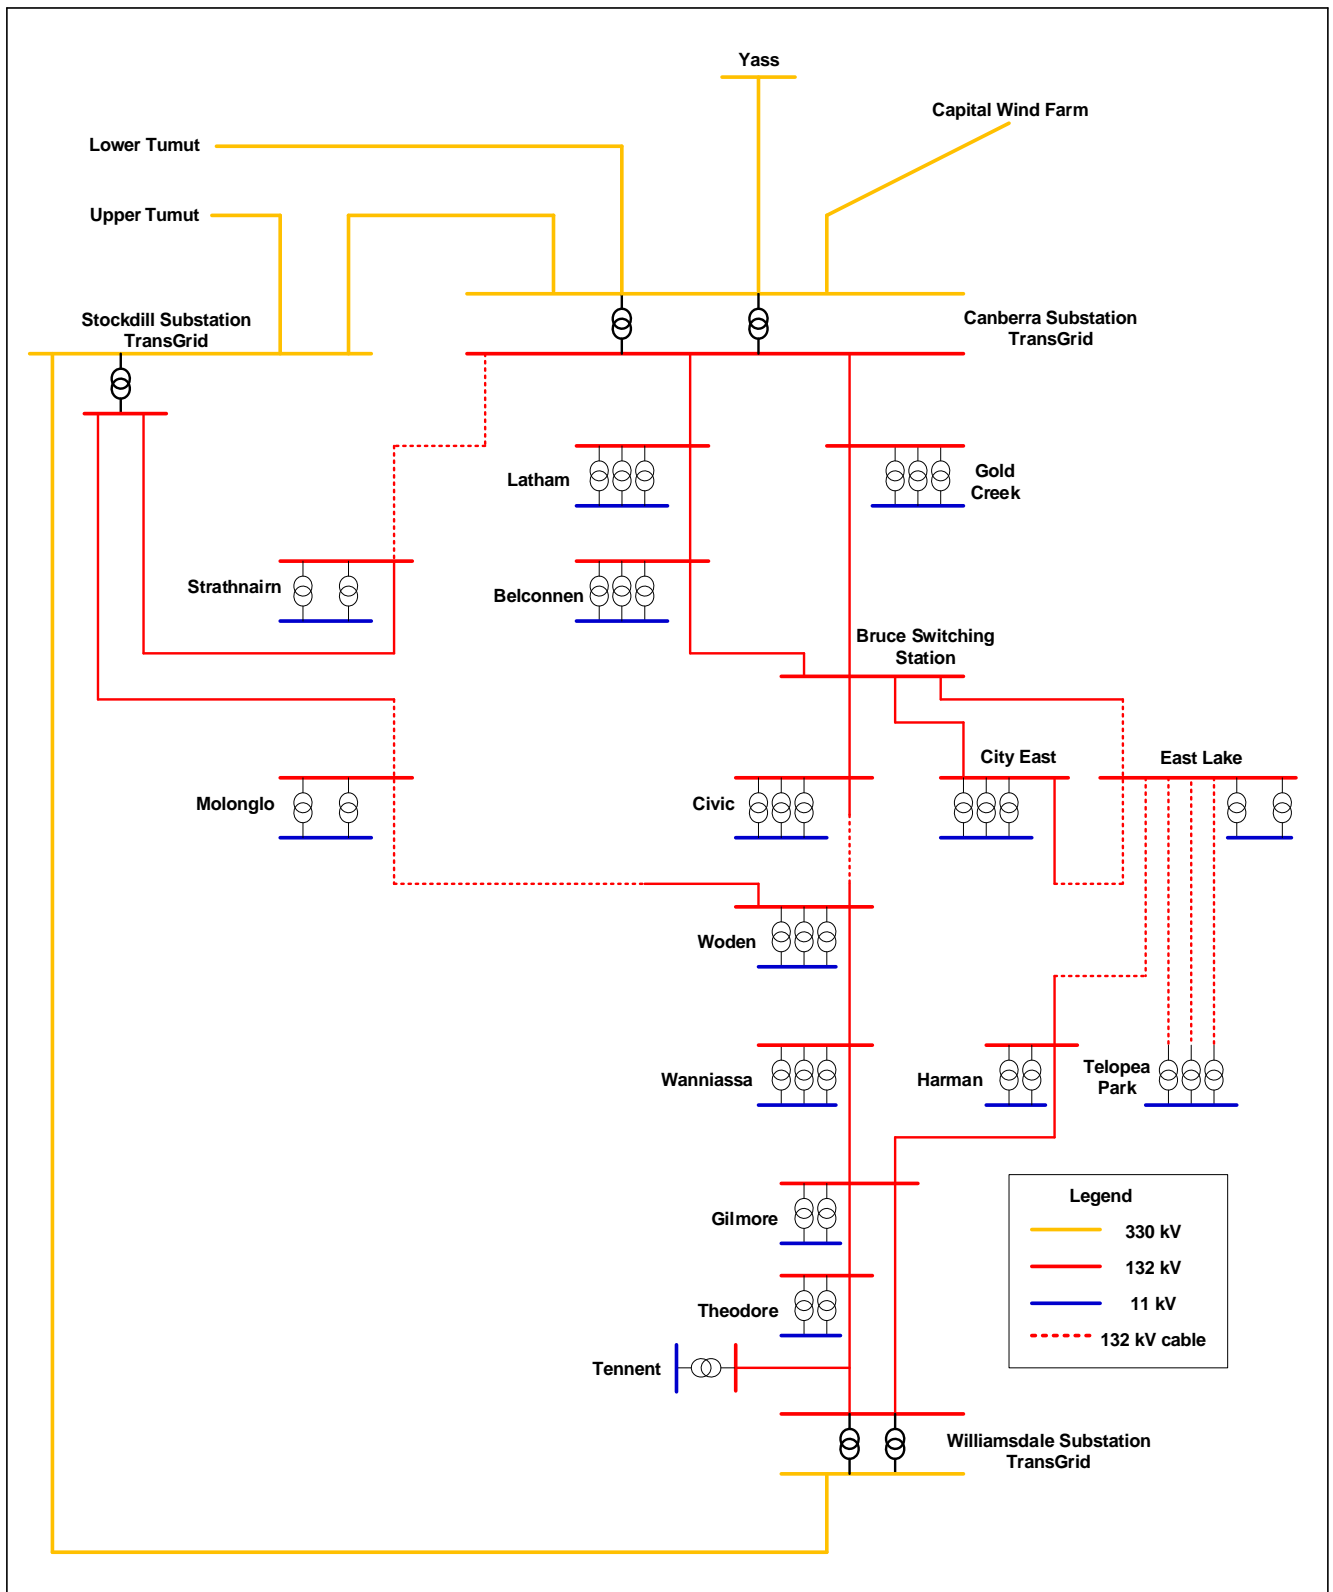 Yass
Capital Wind Farm
Lower Tumut
Upper Tumut
Stockdill Substation
TransGrid
Canberra Substation
TransGrid
Latham
Gold
Creek
Strathnairn
Belconnen
Bruce Switching
Station
City East
East Lake
Molonglo
Civic
Woden
Wanniassa
Harman
Telopea
Park
Gilmore
Legend
330 kV
132 kV
11 kV
132 kV cable
Theodore
Tennent
Williamsdale Substation
TransGrid